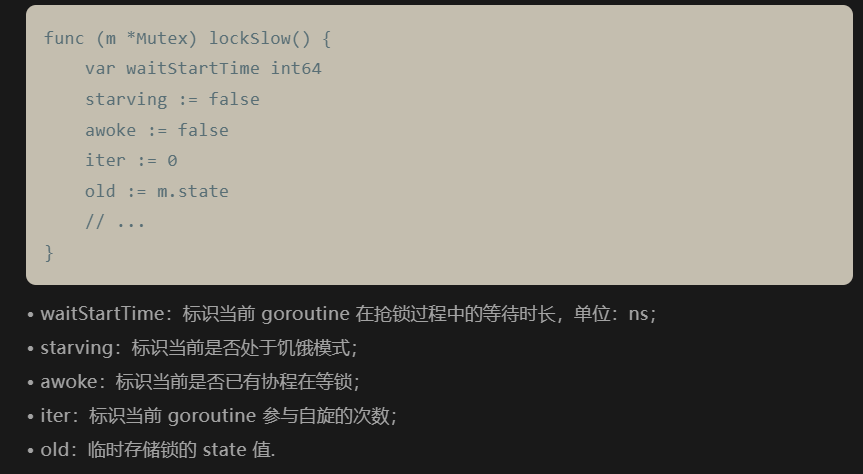 func (m *Mutex) lockSlow() {
    var waitStartTime int64
    starving := false
    awoke := false
    iter := 0
    old := m.state
    // ...
}
• waitStartTime：标识当前 goroutine 在抢锁过程中的等待时长，单位：ns；
• starving：标识当前是否处于饥饿模式；
• awoke：标识当前是否已有协程在等锁；
• iter：标识当前 goroutine 参与自旋的次数；
• old：临时存储锁的 state 值.